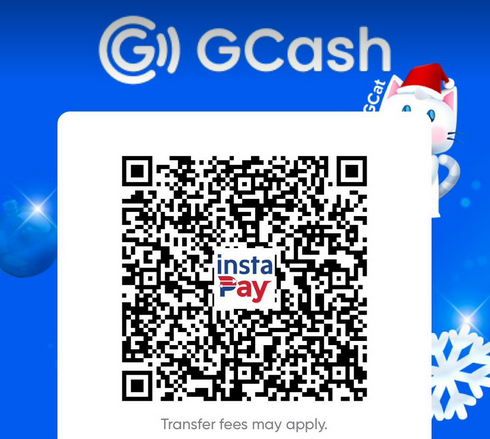 GCash
GCat
insta
Pay
Transfer fees may apply.